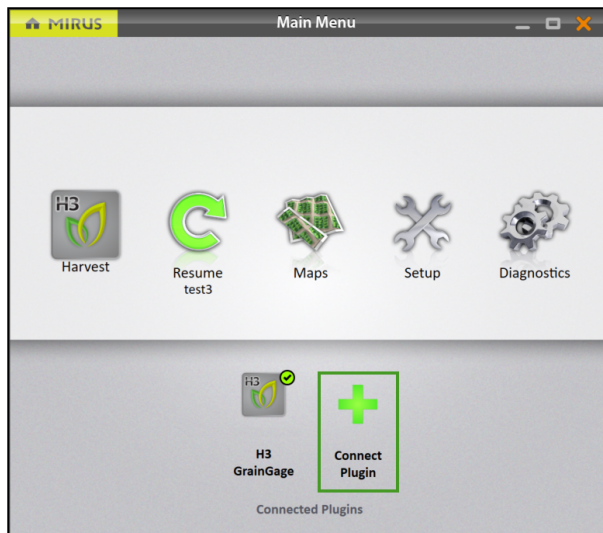 MIRUS
Main Menu
H3
Harvest
Resume
test3
Maps
Setup
Diagnostics
H3
H3
GrainGage
Connect
Plugin
Connected Plugins